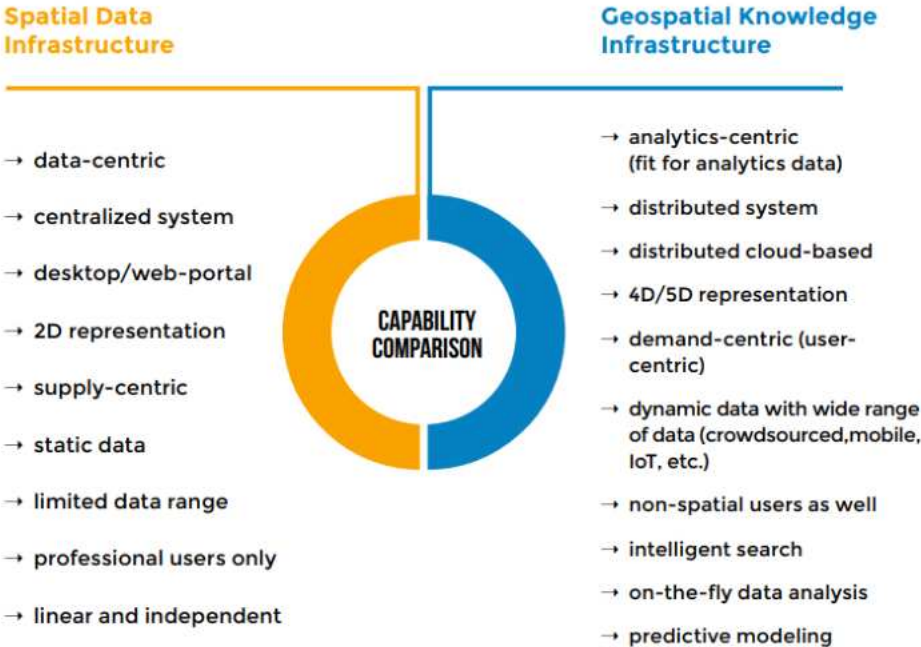 Spatial Data
Infrastructure
→ data-centric
→ centralized system
→ desktop/web-portal
→ 2D representation
→ supply-centric
→ static data
→ limited data range
→ professional users only
→ linear and independent
CAPABILITY
COMPARISON
Geospatial Knowledge
Infrastructure
→ analytics-centric
(fit for analytics data)
→ distributed system
→ distributed cloud-based
→ 4D/5D representation
→ demand-centric (user-
centric)
→ dynamic data with wide range
of data (crowdsourced,mobile,
IoT, etc.)
→ non-spatial users as well
→ intelligent search
→ on-the-fly data analysis
→ predictive modeling